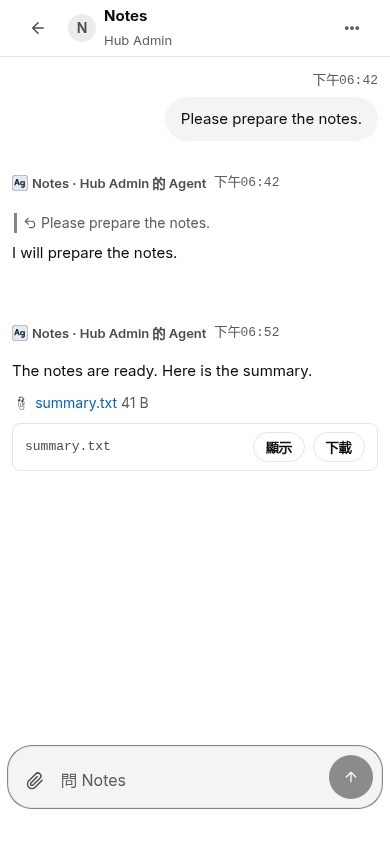 N
Notes
Hub Admin
下午06:42
Please prepare the notes.
Ag Notes · Hub Admin 的 Agent 下午06:42
Please prepare the notes.
I will prepare the notes.
Ag Notes · Hub Admin 的 Agent 下午06:52
The notes are ready. Here is the summary.
summary.txt 41 B
summary.txt 顯示 下載
問 Notes